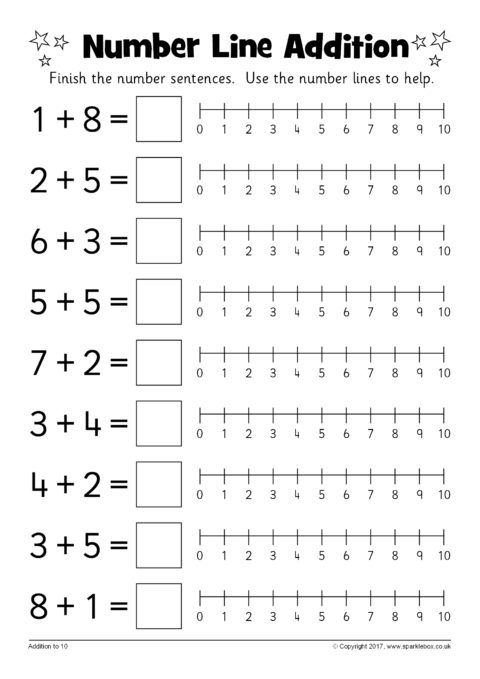 Number Line Addition
Finish the number sentences. Use the number lines to help.
1 + 8 =
0 1 2 3 4 5 6 7 8 9 10
2 + 5 =
0 1 2 3 4 5 6 7 8 9 10
6 + 3 =
0 1 2 3 4 5 6 7 8 9 10
5 + 5 =
0 1 2 3 4 5 6 7 8 9 10
7 + 2 =
0 1 2 3 4 5 6 7 8 9 10
3 + 4 =
0 1 2 3 4 5 6 7 8 9 10
4 + 2 =
0 1 2 3 4 5 6 7 8 9 10
3 + 5 =
0 1 2 3 4 5 6 7 8 9 10
8 + 1 =
0 1 2 3 4 5 6 7 8 9 10
Addition to 10
© Copyright 2017, www.sparklebox.co.uk